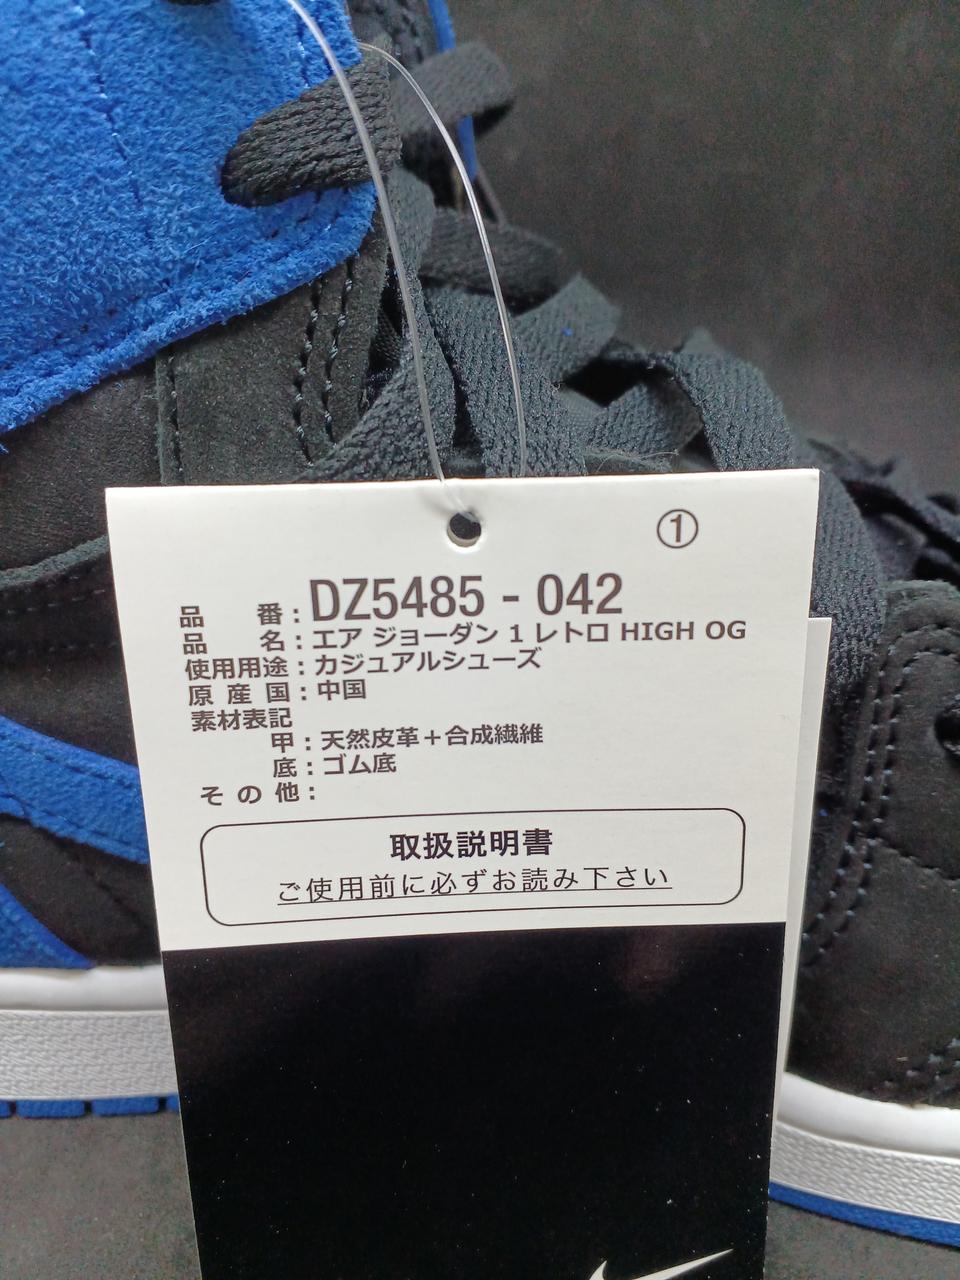 ①
品 番 : DZ5485 - 042
品 名 : エア ジョーダン 1 レトロ HIGH OG
使用用途 : カジュアルシューズ
原 産 国 : 中国
素材表記
甲 : 天然皮革＋合成繊維
底 : ゴム底
そ の 他 :
取扱説明書
ご使用前に必ずお読み下さい